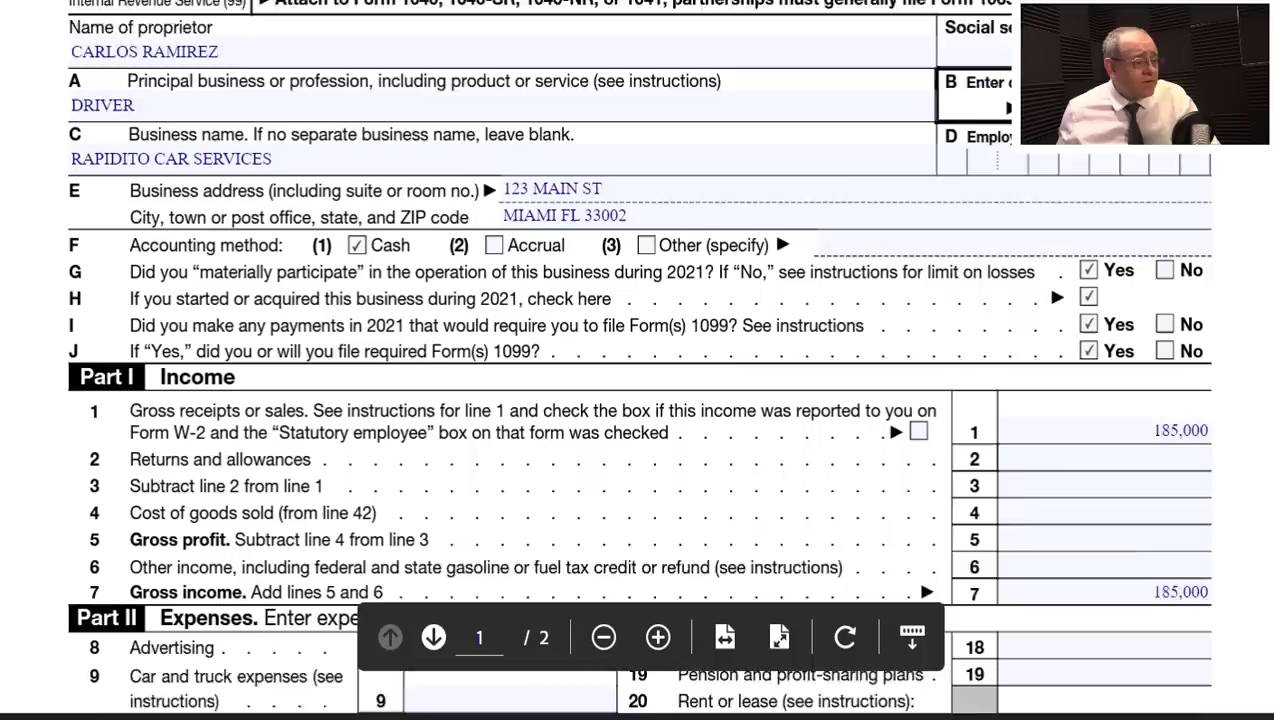 Internal Revenue Service (99) ▶ Attach to Form 1040, 1040-SR, 1040-NR, or 1041; partnerships must generally file Form 1065
Name of proprietor
Social se
CARLOS RAMIREZ
A Principal business or profession, including product or service (see instructions)
B Enter c
DRIVER
▶
C Business name. If no separate business name, leave blank.
D Employ
RAPIDITO CAR SERVICES
E Business address (including suite or room no.) ▶ 123 MAIN ST
City, town or post office, state, and ZIP code MIAMI FL 33002
F Accounting method: (1) ✓ Cash (2) Accrual (3) Other (specify) ▶
G Did you “materially participate” in the operation of this business during 2021? If “No,” see instructions for limit on losses . ✓ Yes No
H If you started or acquired this business during 2021, check here . . . . . . . . . . . . . . . . . ▶ ✓
I Did you make any payments in 2021 that would require you to file Form(s) 1099? See instructions . . . . . . . . ✓ Yes No
J If “Yes,” did you or will you file required Form(s) 1099? . . . . . . . . . . . . . . . . . . . . ✓ Yes No
Part I Income
1 Gross receipts or sales. See instructions for line 1 and check the box if this income was reported to you on
Form W-2 and the “Statutory employee” box on that form was checked . . . . . . . . . ▶ 1 185,000
2 Returns and allowances . . . . . . . . . . . . . . . . . . . . . . . . . 2
3 Subtract line 2 from line 1 . . . . . . . . . . . . . . . . . . . . . . . . 3
4 Cost of goods sold (from line 42) . . . . . . . . . . . . . . . . . . . . . . 4
5 Gross profit. Subtract line 4 from line 3 . . . . . . . . . . . . . . . . . . . . 5
6 Other income, including federal and state gasoline or fuel tax credit or refund (see instructions) . . . . 6
7 Gross income. Add lines 5 and 6 . . . . . . . . . . . . . . . . . . . . . ▶ 7 185,000
Part II Expenses. Enter expe
1 / 2
8 Advertising . . . . .
18
9 Car and truck expenses (see
19 Pension and profit-sharing plans . 19
instructions) . . . . 9
20 Rent or lease (see instructions):